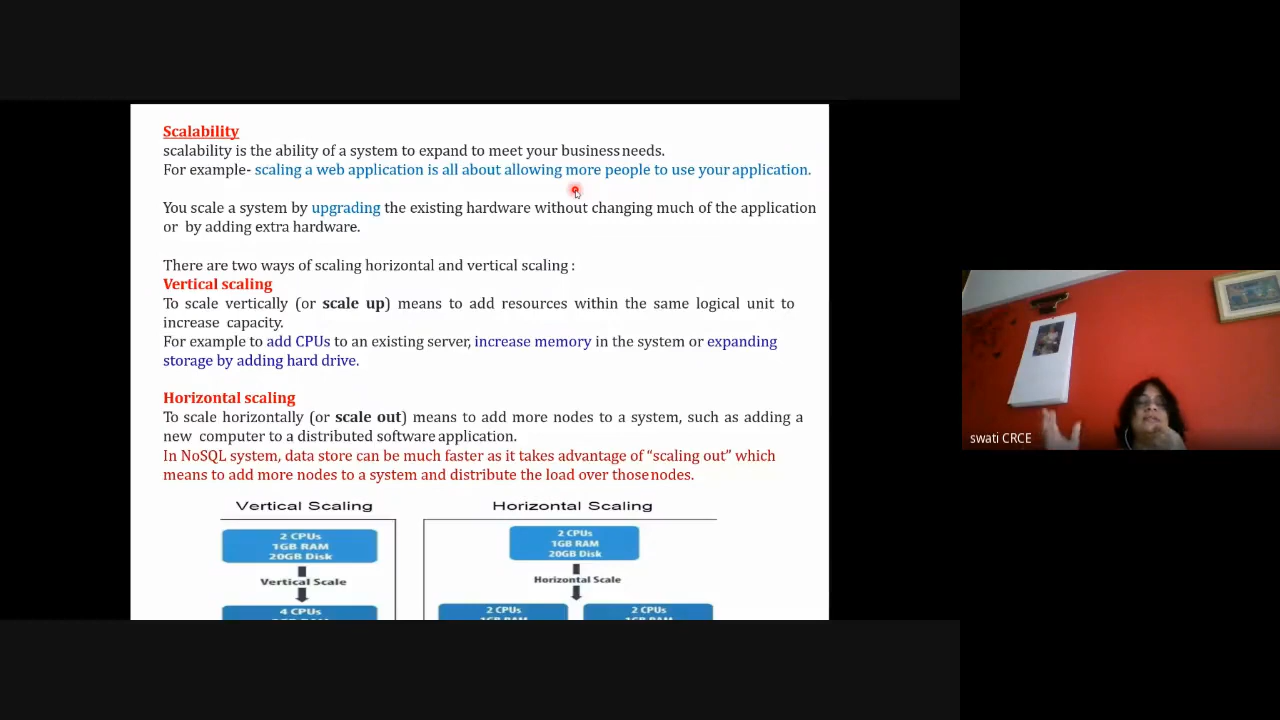 Scalability
scalability is the ability of a system to expand to meet your business needs.
For example- scaling a web application is all about allowing more people to use your application.
You scale a system by upgrading the existing hardware without changing much of the application
or by adding extra hardware.
There are two ways of scaling horizontal and vertical scaling :
Vertical scaling
To scale vertically (or scale up) means to add resources within the same logical unit to
increase capacity.
For example to add CPUs to an existing server, increase memory in the system or expanding
storage by adding hard drive.
Horizontal scaling
To scale horizontally (or scale out) means to add more nodes to a system, such as adding a
new computer to a distributed software application.
In NoSQL system, data store can be much faster as it takes advantage of “scaling out” which
means to add more nodes to a system and distribute the load over those nodes.
Vertical Scaling
2 CPUs
1GB RAM
20GB Disk
Vertical Scale
4 CPUs
Horizontal Scaling
2 CPUs
1GB RAM
20GB Disk
Horizontal Scale
2 CPUs
1GB RAM
2 CPUs
1GB RAM
swati CRCE